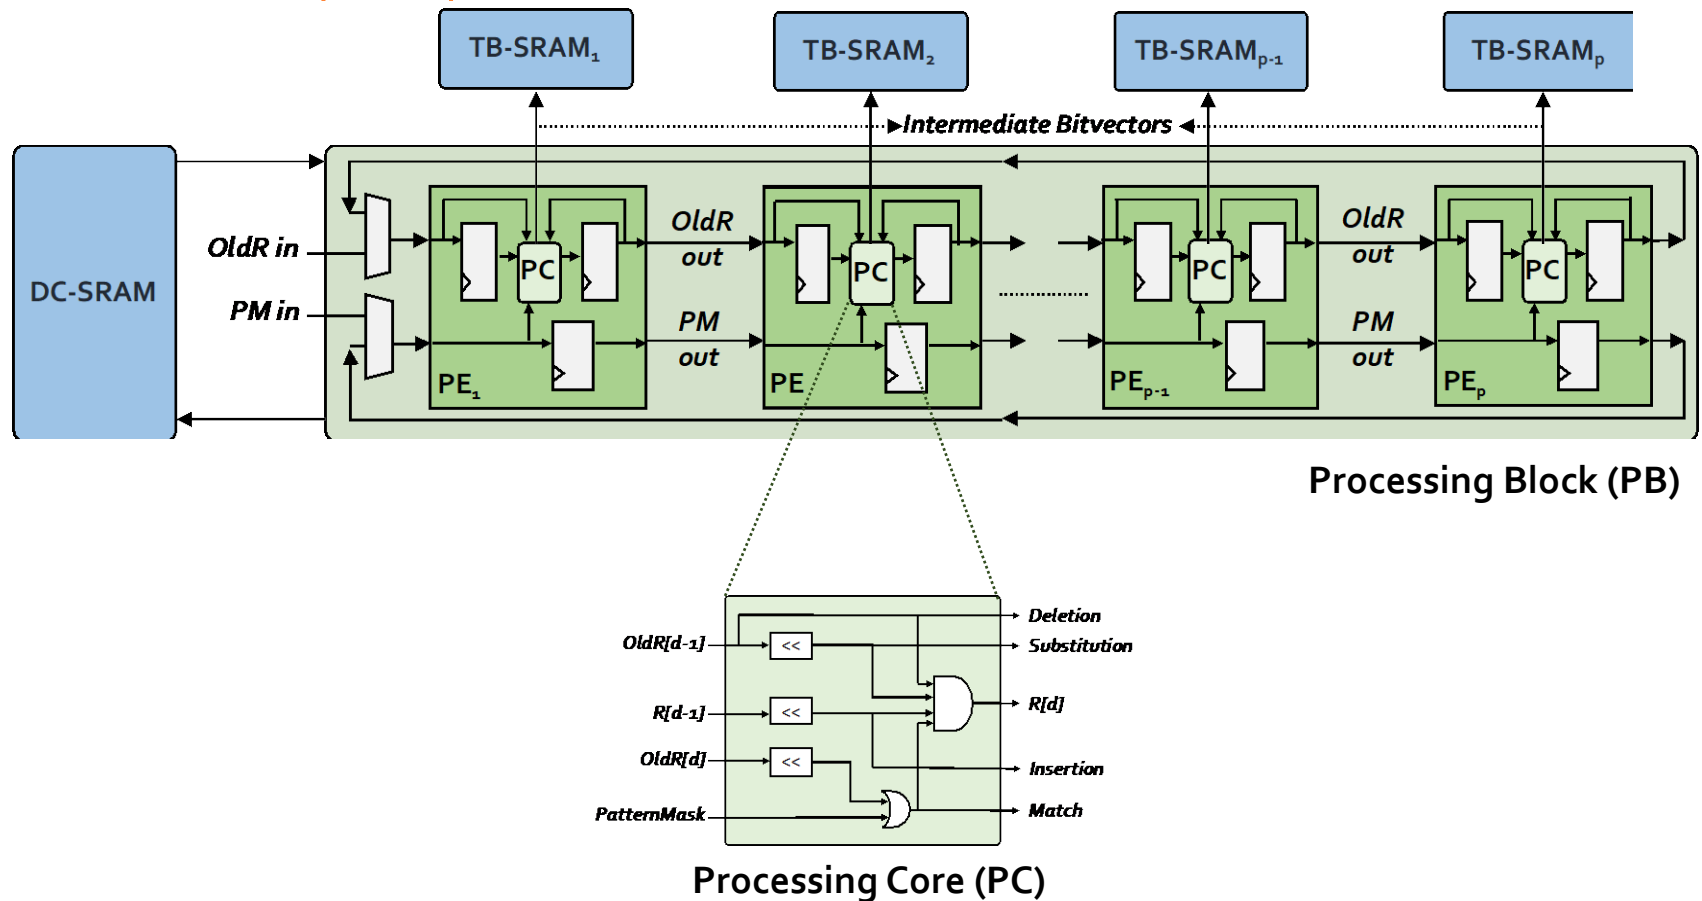 TB-SRAM₁
TB-SRAM₂
TB-SRAMₚ₋₁
TB-SRAMₚ
Intermediate Bitvectors
DC-SRAM
OldR in
PM in
PC
PE₁
OldR
out
PM
out
PC
PE
PC
PEₚ₋₁
OldR
out
PM
out
PC
PEₚ
Processing Block (PB)
OldR[d-1]
<<
R[d-1]
<<
OldR[d]
<<
PatternMask
Deletion
Substitution
R[d]
Insertion
Match
Processing Core (PC)